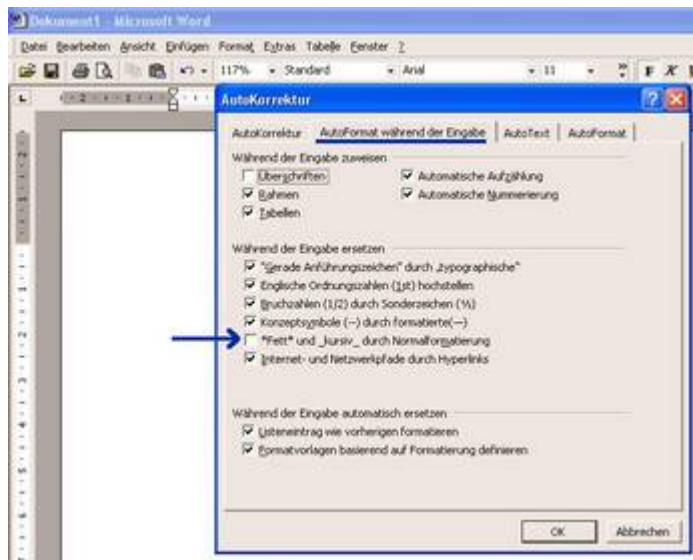 Dokument1 - Microsoft Word
Datei Bearbeiten Ansicht Einfügen Format Extras Tabelle Fenster ?
117% Standard Arial 11 F K
AutoKorrektur
AutoKorrektur AutoFormat während der Eingabe AutoText AutoFormat
Während der Eingabe zuweisen
Überschriften Automatische Aufzählung
Rahmen Automatische Nummerierung
Tabellen
Während der Eingabe ersetzen
"Gerade Anführungszeichen" durch „typographische“
Englische Ordnungszahlen (1st) hochstellen
Bruchzahlen (1/2) durch Sonderzeichen (½)
Konzeptsymbole (--) durch formatierte(—)
*Fett* und _kursiv_ durch Normalformatierung
Internet- und Netzwerkpfade durch Hyperlinks
Während der Eingabe automatisch ersetzen
Listeneintrag wie vorherigen formatieren
Formatvorlagen basierend auf Formatierung definieren
OK Abbrechen